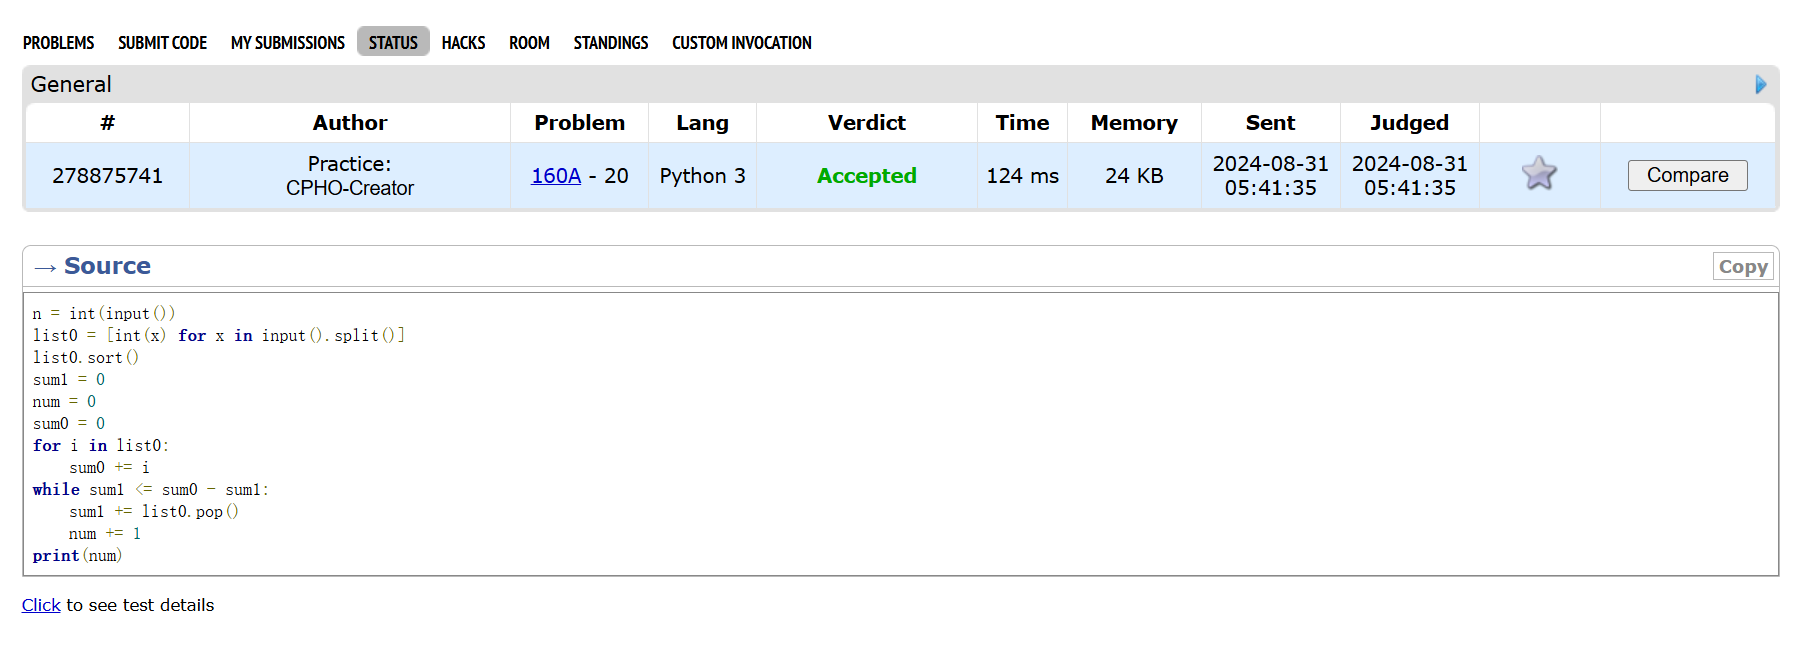 PROBLEMS SUBMIT CODE MY SUBMISSIONS STATUS HACKS ROOM STANDINGS CUSTOM INVOCATION
General
# Author Problem Lang Verdict Time Memory Sent Judged
278875741 Practice: CPHO-Creator 160A - 20 Python 3 Accepted 124 ms 24 KB 2024-08-31 05:41:35 2024-08-31 05:41:35 Compare
→ Source Copy
n = int(input())
list0 = [int(x) for x in input().split()]
list0.sort()
sum1 = 0
num = 0
sum0 = 0
for i in list0:
    sum0 += i
while sum1 <= sum0 - sum1:
    sum1 += list0.pop()
    num += 1
print(num)
Click to see test details